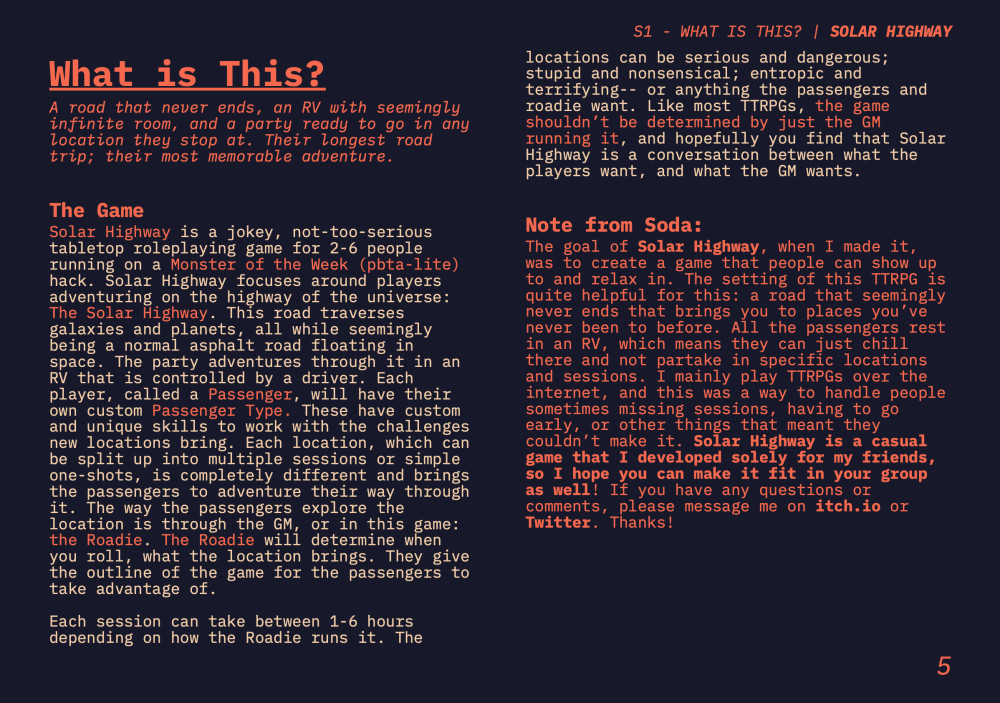 S1 - WHAT IS THIS? | SOLAR HIGHWAY
What is This?
A road that never ends, an RV with seemingly
infinite room, and a party ready to go in any
location they stop at. Their longest road
trip; their most memorable adventure.
The Game
Solar Highway is a jokey, not-too-serious
tabletop roleplaying game for 2-6 people
running on a Monster of the Week (pbta-lite)
hack. Solar Highway focuses around players
adventuring on the highway of the universe:
The Solar Highway. This road traverses
galaxies and planets, all while seemingly
being a normal asphalt road floating in
space. The party adventures through it in an
RV that is controlled by a driver. Each
player, called a Passenger, will have their
own custom Passenger Type. These have custom
and unique skills to work with the challenges
new locations bring. Each location, which can
be split up into multiple sessions or simple
one-shots, is completely different and brings
the passengers to adventure their way through
it. The way the passengers explore the
location is through the GM, or in this game:
the Roadie. The Roadie will determine when
you roll, what the location brings. They give
the outline of the game for the passengers to
take advantage of.
Each session can take between 1-6 hours
depending on how the Roadie runs it. The
locations can be serious and dangerous;
stupid and nonsensical; entropic and
terrifying-- or anything the passengers and
roadie want. Like most TTRPGs, the game
shouldn't be determined by just the GM
running it, and hopefully you find that Solar
Highway is a conversation between what the
players want, and what the GM wants.
Note from Soda:
The goal of Solar Highway, when I made it,
was to create a game that people can show up
to and relax in. The setting of this TTRPG is
quite helpful for this: a road that seemingly
never ends that brings you to places you've
never been to before. All the passengers rest
in an RV, which means they can just chill
there and not partake in specific locations
and sessions. I mainly play TTRPGs over the
internet, and this was a way to handle people
sometimes missing sessions, having to go
early, or other things that meant they
couldn't make it. Solar Highway is a casual
game that I developed solely for my friends,
so I hope you can make it fit in your group
as well! If you have any questions or
comments, please message me on itch.io or
Twitter. Thanks!
5